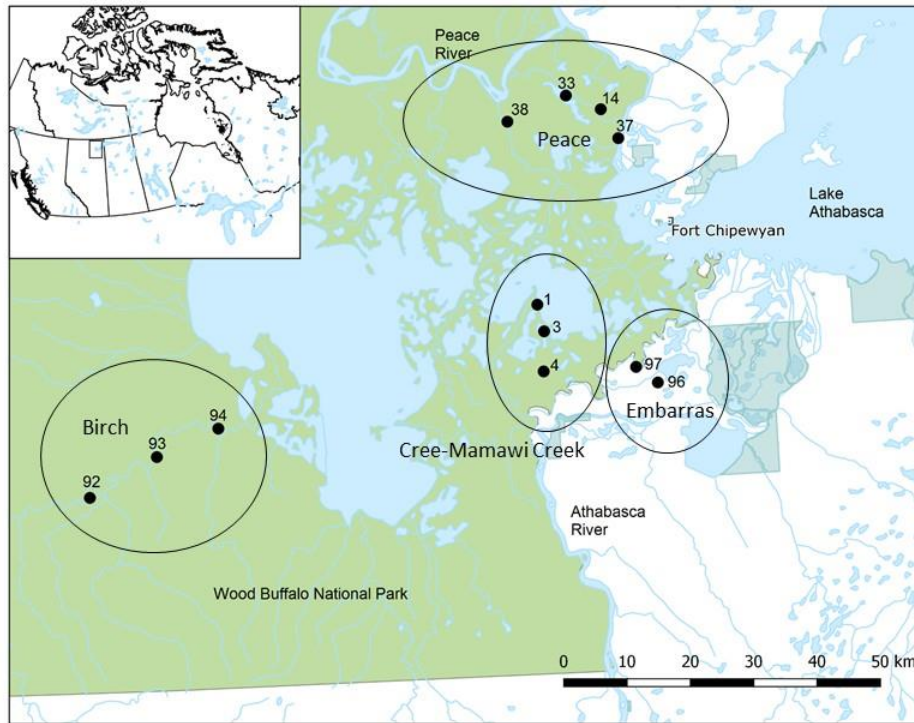 Peace
River
33
14
38
37
Peace
Lake
Athabasca
Fort Chipewyan
1
3
4
97
96
Embarras
Cree-Mamawi Creek
Birch
94
93
92
Athabasca
River
Wood Buffalo National Park
0 10 20 30 40 50 km